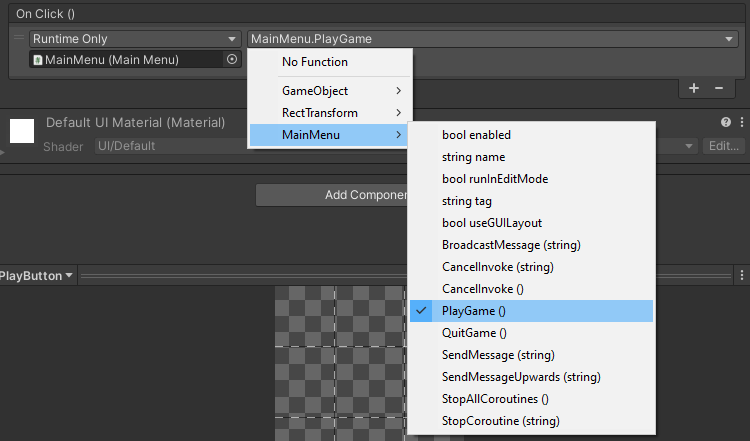 On Click ()
Runtime Only
MainMenu.PlayGame
MainMenu (Main Menu)
No Function
GameObject
RectTransform
MainMenu
Default UI Material (Material)
Shader
UI/Default
Edit...
bool enabled
string name
bool runInEditMode
string tag
bool useGUILayout
BroadcastMessage (string)
CancelInvoke (string)
CancelInvoke ()
PlayGame ()
QuitGame ()
SendMessage (string)
SendMessageUpwards (string)
StopAllCoroutines ()
StopCoroutine (string)
Add Componen
PlayButton